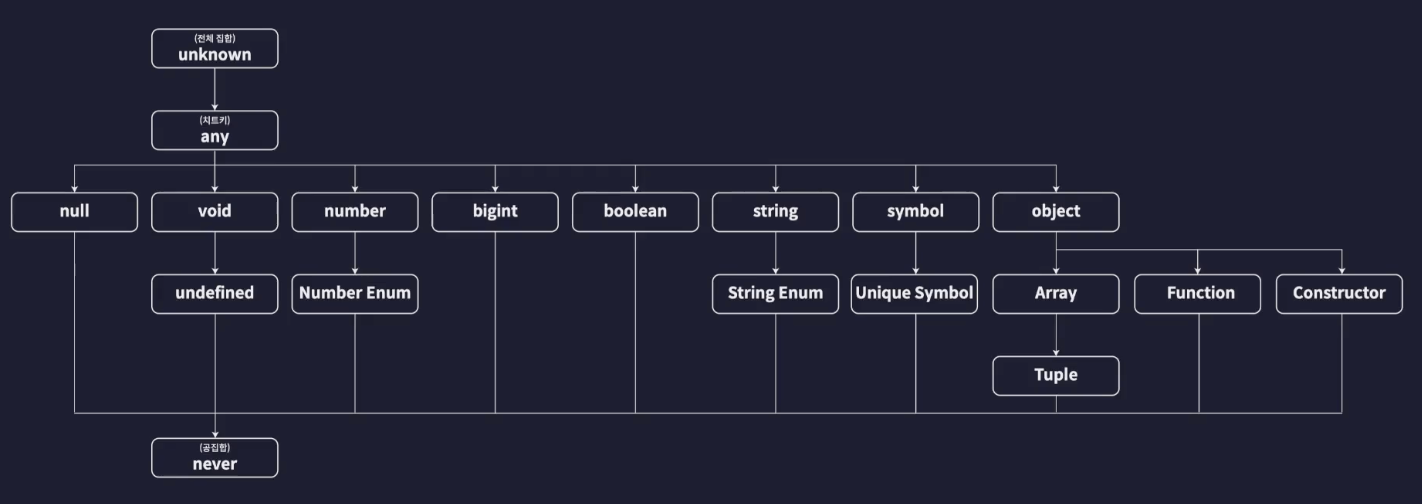 (전체 집합)
unknown
(치트키)
any
null
void
number
bigint
boolean
string
symbol
object
undefined
Number Enum
String Enum
Unique Symbol
Array
Function
Constructor
Tuple
(공집합)
never